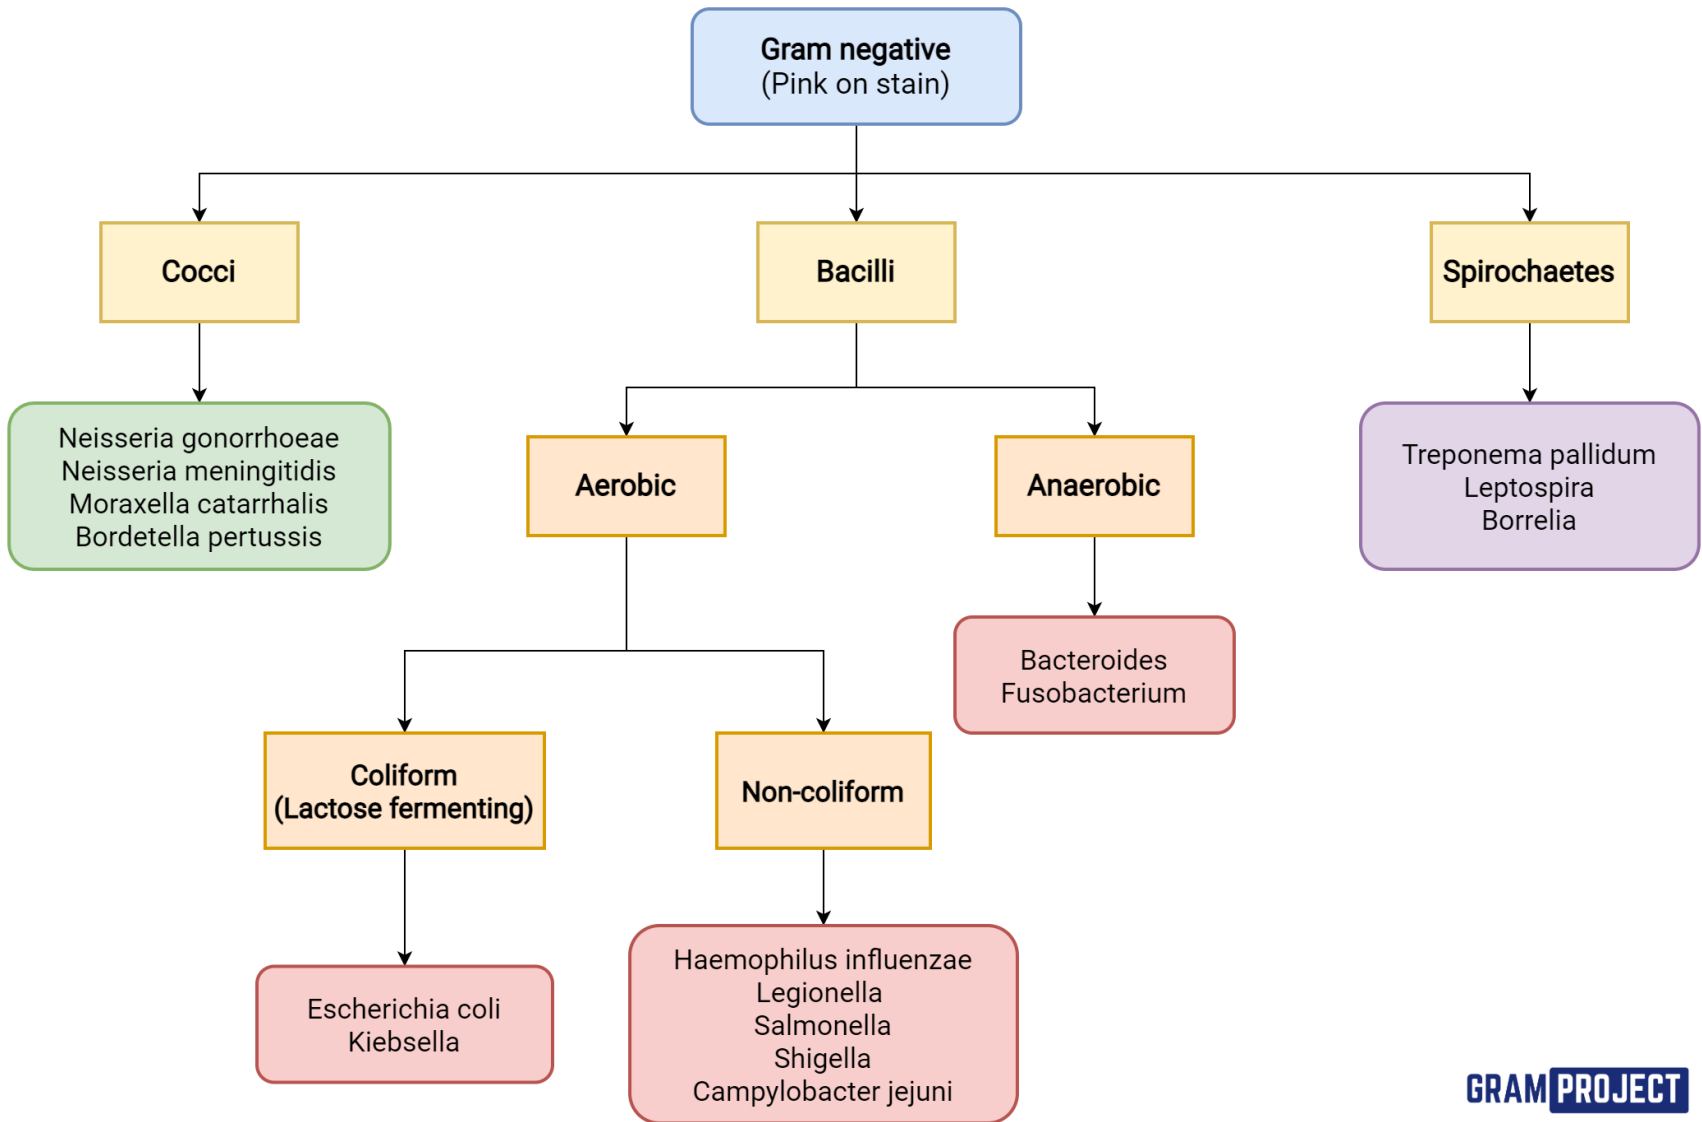 Gram negative
(Pink on stain)
Cocci
Bacilli
Spirochaetes
Neisseria gonorrhoeae
Neisseria meningitidis
Moraxella catarrhalis
Bordetella pertussis
Aerobic
Anaerobic
Treponema pallidum
Leptospira
Borrelia
Bacteroides
Fusobacterium
Coliform
(Lactose fermenting)
Non-coliform
Escherichia coli
Kiebsella
Haemophilus influenzae
Legionella
Salmonella
Shigella
Campylobacter jejuni
GRAM PROJECT